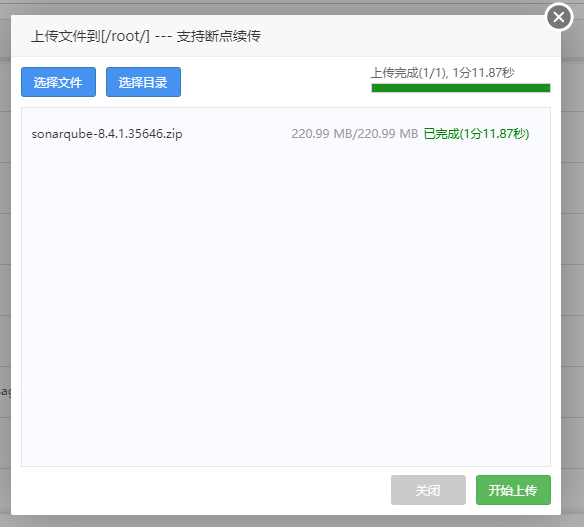 上传文件到[/root/] --- 支持断点续传
选择文件 选择目录 上传完成(1/1), 1分11.87秒
sonarqube-8.4.1.35646.zip 220.99 MB/220.99 MB 已完成(1分11.87秒)
关闭 开始上传